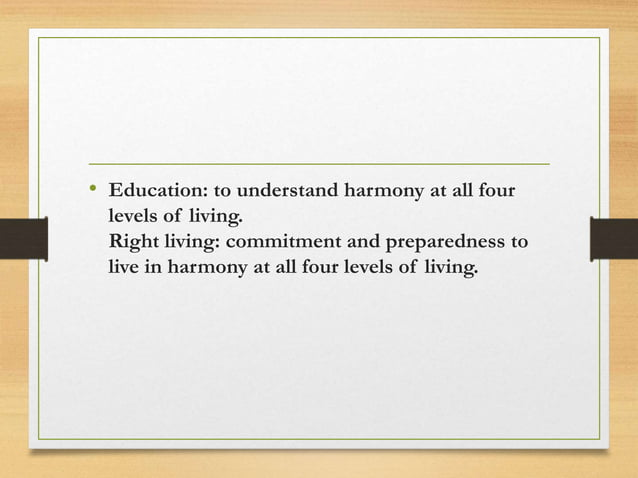 • Education: to understand harmony at all four
levels of living.
Right living: commitment and preparedness to
live in harmony at all four levels of living.